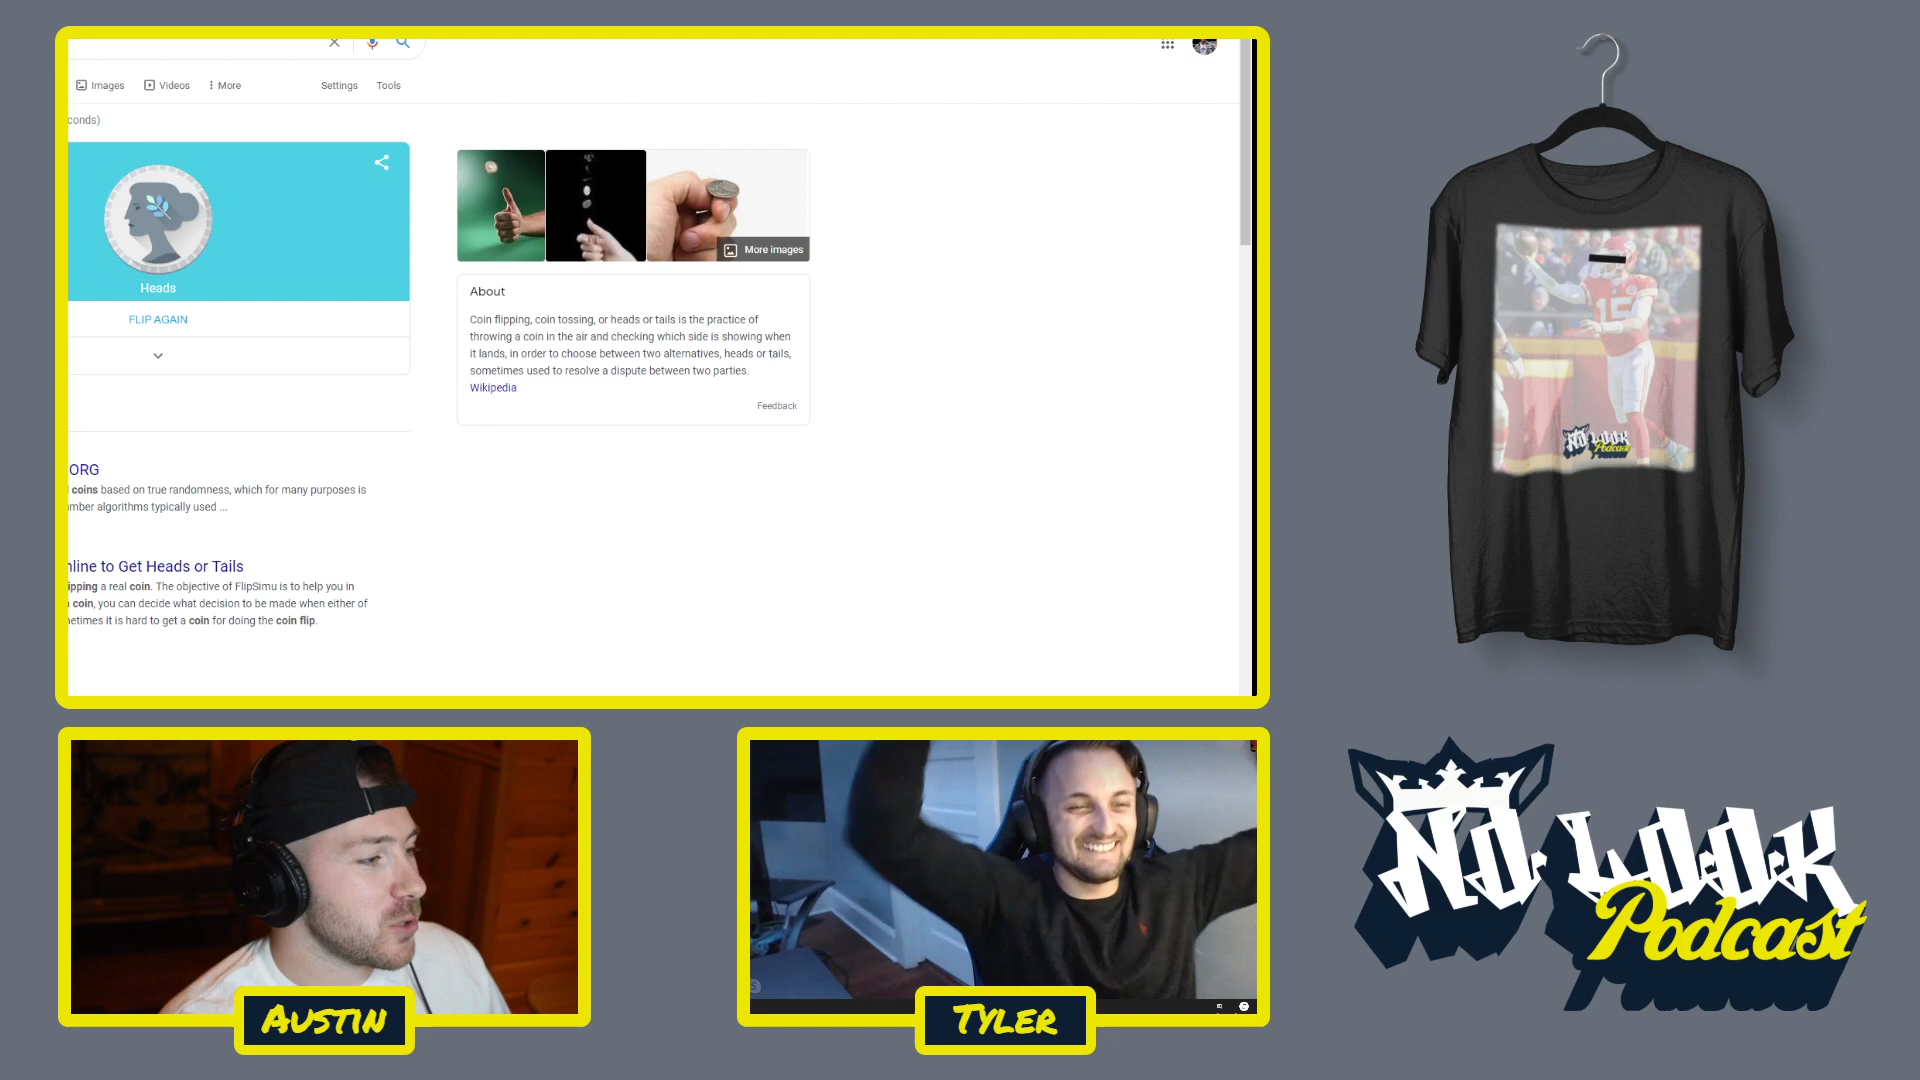 Images
Videos
More
Settings
Tools
conds)
Heads
FLIP AGAIN
More images
About
Coin flipping, coin tossing, or heads or tails is the practice of
throwing a coin in the air and checking which side is showing when
it lands, in order to choose between two alternatives, heads or tails,
sometimes used to resolve a dispute between two parties.
Wikipedia
Feedback
ORG
coins based on true randomness, which for many purposes is
mber algorithms typically used ...
nline to Get Heads or Tails
ipping a real coin. The objective of FlipSimu is to help you in
coin, you can decide what decision to be made when either of
etimes it is hard to get a coin for doing the coin flip.
15
NO LOOK
Podcast
AUSTIN
TYLER
NO LOOK
Podcast